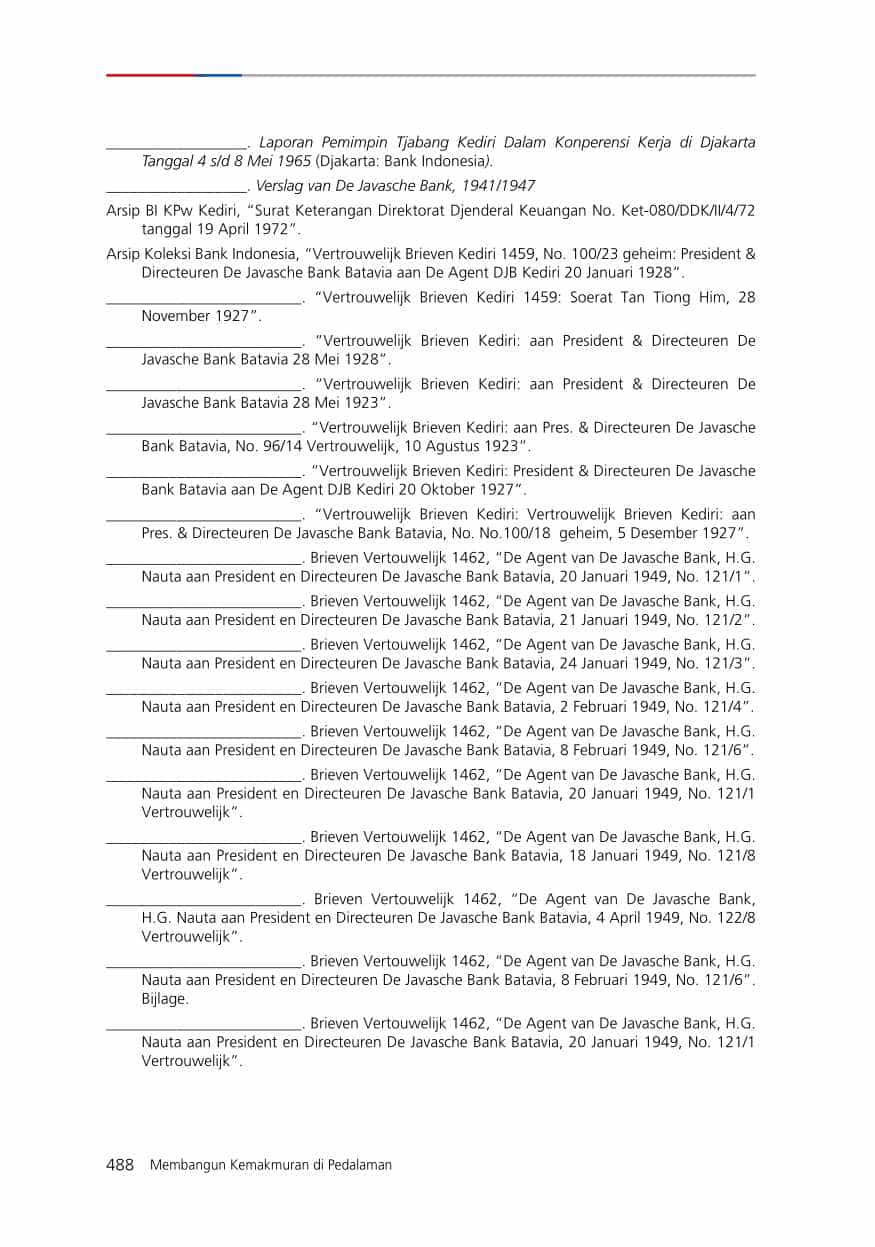 __________________. Laporan Pemimpin Tjabang Kediri Dalam Konperensi Kerja di Djakarta
Tanggal 4 s/d 8 Mei 1965 (Djakarta: Bank Indonesia).
__________________. Verslag van De Javasche Bank, 1941/1947
Arsip BI KPw Kediri, “Surat Keterangan Direktorat Djenderal Keuangan No. Ket-080/DDK/II/4/72
tanggal 19 April 1972”.
Arsip Koleksi Bank Indonesia, “Vertrouwelijk Brieven Kediri 1459, No. 100/23 geheim: President &
Directeuren De Javasche Bank Batavia aan De Agent DJB Kediri 20 Januari 1928”.
_________________________. “Vertrouwelijk Brieven Kediri 1459: Soerat Tan Tiong Him, 28
November 1927”.
_________________________. “Vertrouwelijk Brieven Kediri: aan President & Directeuren De
Javasche Bank Batavia 28 Mei 1928”.
_________________________. “Vertrouwelijk Brieven Kediri: aan President & Directeuren De
Javasche Bank Batavia 28 Mei 1923”.
_________________________. “Vertrouwelijk Brieven Kediri: aan Pres. & Directeuren De Javasche
Bank Batavia, No. 96/14 Vertrouwelijk, 10 Agustus 1923”.
_________________________. “Vertrouwelijk Brieven Kediri: President & Directeuren De Javasche
Bank Batavia aan De Agent DJB Kediri 20 Oktober 1927”.
_________________________. “Vertrouwelijk Brieven Kediri: Vertrouwelijk Brieven Kediri: aan
Pres. & Directeuren De Javasche Bank Batavia, No. No.100/18 geheim, 5 Desember 1927”.
_________________________. Brieven Vertouwelijk 1462, “De Agent van De Javasche Bank, H.G.
Nauta aan President en Directeuren De Javasche Bank Batavia, 20 Januari 1949, No. 121/1”.
_________________________. Brieven Vertouwelijk 1462, “De Agent van De Javasche Bank, H.G.
Nauta aan President en Directeuren De Javasche Bank Batavia, 21 Januari 1949, No. 121/2”.
_________________________. Brieven Vertouwelijk 1462, “De Agent van De Javasche Bank, H.G.
Nauta aan President en Directeuren De Javasche Bank Batavia, 24 Januari 1949, No. 121/3”.
_________________________. Brieven Vertouwelijk 1462, “De Agent van De Javasche Bank, H.G.
Nauta aan President en Directeuren De Javasche Bank Batavia, 2 Februari 1949, No. 121/4”.
_________________________. Brieven Vertouwelijk 1462, “De Agent van De Javasche Bank, H.G.
Nauta aan President en Directeuren De Javasche Bank Batavia, 8 Februari 1949, No. 121/6”.
_________________________. Brieven Vertouwelijk 1462, “De Agent van De Javasche Bank, H.G.
Nauta aan President en Directeuren De Javasche Bank Batavia, 20 Januari 1949, No. 121/1
Vertrouwelijk”.
_________________________. Brieven Vertouwelijk 1462, “De Agent van De Javasche Bank, H.G.
Nauta aan President en Directeuren De Javasche Bank Batavia, 18 Januari 1949, No. 121/8
Vertrouwelijk”.
_________________________. Brieven Vertouwelijk 1462, “De Agent van De Javasche Bank,
H.G. Nauta aan President en Directeuren De Javasche Bank Batavia, 4 April 1949, No. 122/8
Vertrouwelijk”.
_________________________. Brieven Vertouwelijk 1462, “De Agent van De Javasche Bank, H.G.
Nauta aan President en Directeuren De Javasche Bank Batavia, 8 Februari 1949, No. 121/6”.
Bijlage.
_________________________. Brieven Vertouwelijk 1462, “De Agent van De Javasche Bank, H.G.
Nauta aan President en Directeuren De Javasche Bank Batavia, 20 Januari 1949, No. 121/1
Vertrouwelijk”.
488 Membangun Kemakmuran di Pedalaman